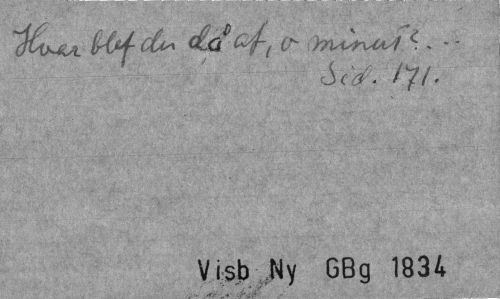 Hvar blef du då af, o minut?...
Sid. 171.
Visb Ny GBg 1834